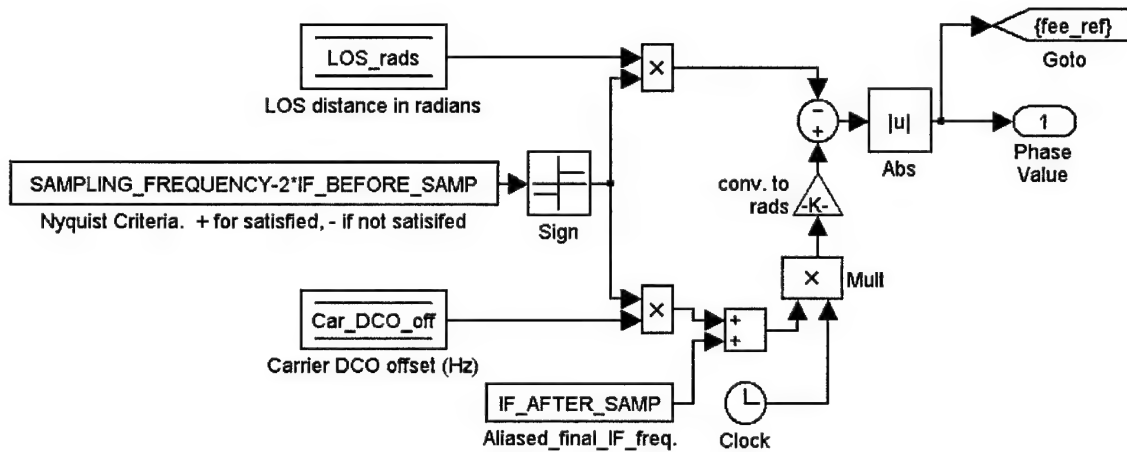 {fee_ref}
Goto
LOS_rads
LOS distance in radians
×
-
+
|u|
Abs
1
Phase
Value
SAMPLING_FREQUENCY-2*IF_BEFORE_SAMP
Nyquist Criteria. + for satisfied, - if not satisifed
Sign
conv. to
rads
-K-
×
Mult
Car_DCO_off
Carrier DCO offset (Hz)
×
+
+
IF_AFTER_SAMP
Aliased_final_IF_freq.
Clock